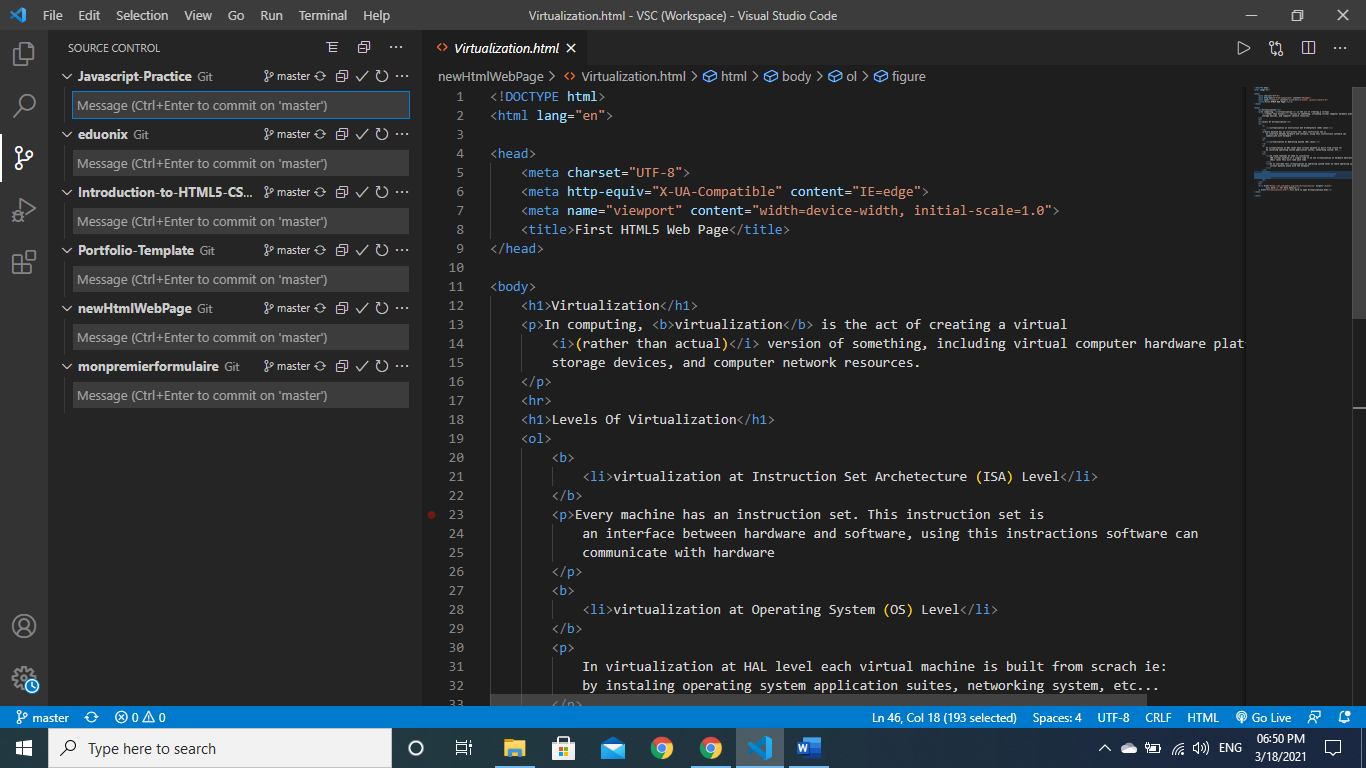 File Edit Selection View Go Run Terminal Help
Virtualization.html - VSC (Workspace) - Visual Studio Code
SOURCE CONTROL
Javascript-Practice Git master
Message (Ctrl+Enter to commit on 'master')
eduonix Git master
Message (Ctrl+Enter to commit on 'master')
Introduction-to-HTML5-CS... master
Message (Ctrl+Enter to commit on 'master')
Portfolio-Template Git master
Message (Ctrl+Enter to commit on 'master')
newHtmlWebPage Git master
Message (Ctrl+Enter to commit on 'master')
monpremierformulaire Git master
Message (Ctrl+Enter to commit on 'master')
Virtualization.html
newHtmlWebPage > Virtualization.html > html > body > ol > figure
1 <!DOCTYPE html>
2 <html lang="en">
3
4 <head>
5 <meta charset="UTF-8">
6 <meta http-equiv="X-UA-Compatible" content="IE=edge">
7 <meta name="viewport" content="width=device-width, initial-scale=1.0">
8 <title>First HTML5 Web Page</title>
9 </head>
10
11 <body>
12 <h1>Virtualization</h1>
13 <p>In computing, <b>virtualization</b> is the act of creating a virtual
14 <i>(rather than actual)</i> version of something, including virtual computer hardware plat
15 storage devices, and computer network resources.
16 </p>
17 <hr>
18 <h1>Levels Of Virtualization</h1>
19 <ol>
20 <b>
21 <li>virtualization at Instruction Set Archetecture (ISA) Level</li>
22 </b>
23 <p>Every machine has an instruction set. This instruction set is
24 an interface between hardware and software, using this instractions software can
25 communicate with hardware
26 </p>
27 <b>
28 <li>virtualization at Operating System (OS) Level</li>
29 </b>
30 <p>
31 In virtualization at HAL level each virtual machine is built from scrach ie:
32 by instaling operating system application suites, networking system, etc...
33 </p>
master 0 0
Ln 46, Col 18 (193 selected) Spaces: 4 UTF-8 CRLF HTML Go Live
Type here to search
ENG
06:50 PM
3/18/2021